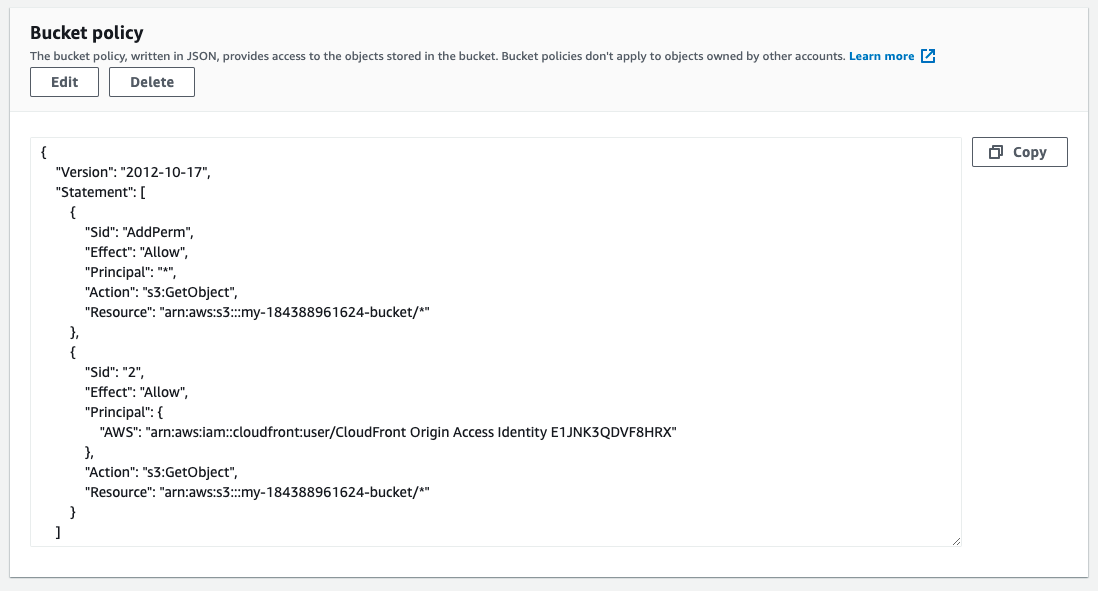 Bucket policy
The bucket policy, written in JSON, provides access to the objects stored in the bucket. Bucket policies don't apply to objects owned by other accounts. Learn more
Edit Delete
Copy
{
"Version": "2012-10-17",
"Statement": [
{
"Sid": "AddPerm",
"Effect": "Allow",
"Principal": "*",
"Action": "s3:GetObject",
"Resource": "arn:aws:s3:::my-184388961624-bucket/*"
},
{
"Sid": "2",
"Effect": "Allow",
"Principal": {
"AWS": "arn:aws:iam::cloudfront:user/CloudFront Origin Access Identity E1JNK3QDVF8HRX"
},
"Action": "s3:GetObject",
"Resource": "arn:aws:s3:::my-184388961624-bucket/*"
}
]